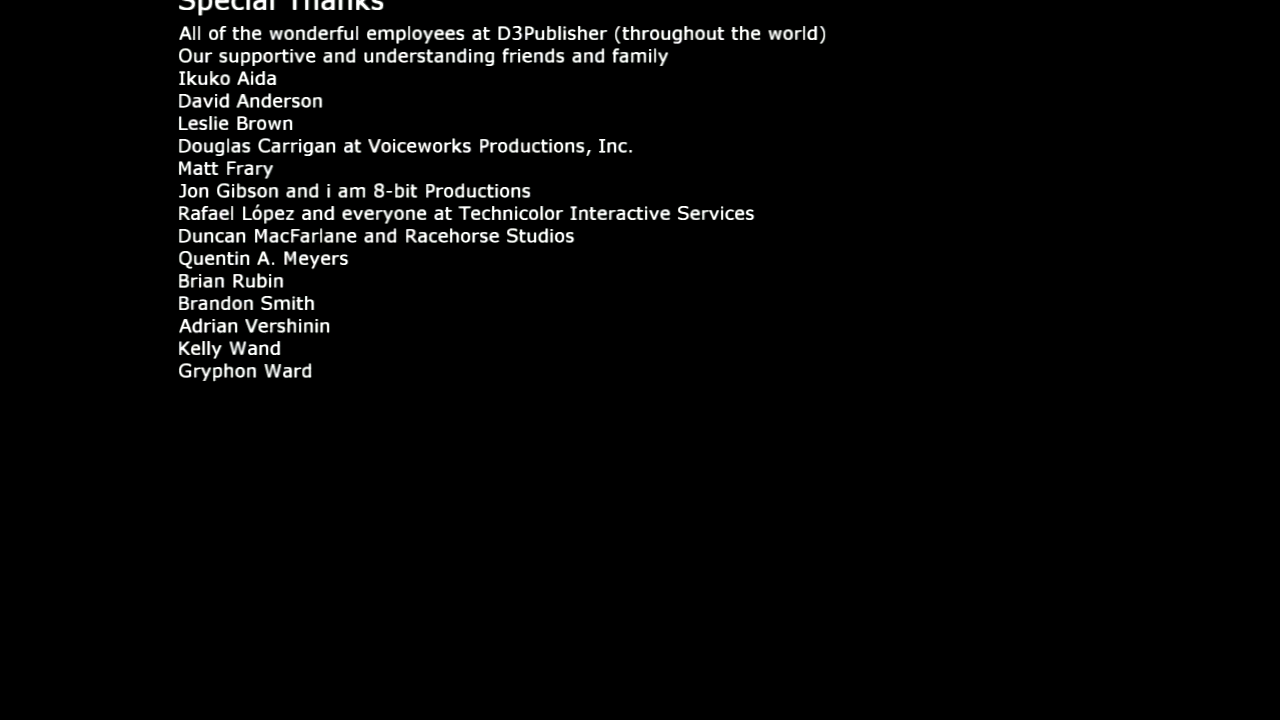 Special Thanks
All of the wonderful employees at D3Publisher (throughout the world)
Our supportive and understanding friends and family
Ikuko Aida
David Anderson
Leslie Brown
Douglas Carrigan at Voiceworks Productions, Inc.
Matt Frary
Jon Gibson and i am 8-bit Productions
Rafael López and everyone at Technicolor Interactive Services
Duncan MacFarlane and Racehorse Studios
Quentin A. Meyers
Brian Rubin
Brandon Smith
Adrian Vershinin
Kelly Wand
Gryphon Ward